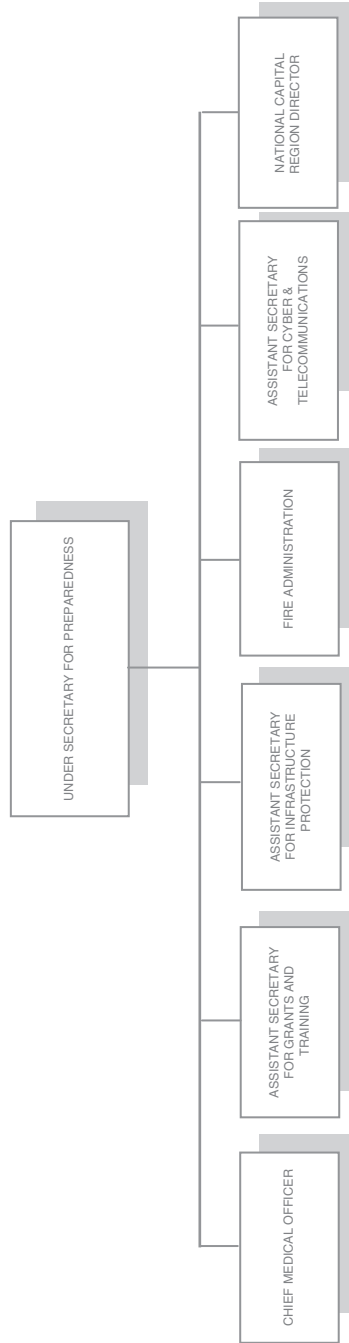 UNDER SECRETARY FOR PREPAREDNESS
CHIEF MEDICAL OFFICER
ASSISTANT SECRETARY
FOR GRANTS AND
TRAINING
ASSISTANT SECRETARY
FOR INFRASTRUCTURE
PROTECTION
FIRE ADMINISTRATION
ASSISTANT SECRETARY
FOR CYBER &
TELECOMMUNICATIONS
NATIONAL CAPITAL
REGION DIRECTOR